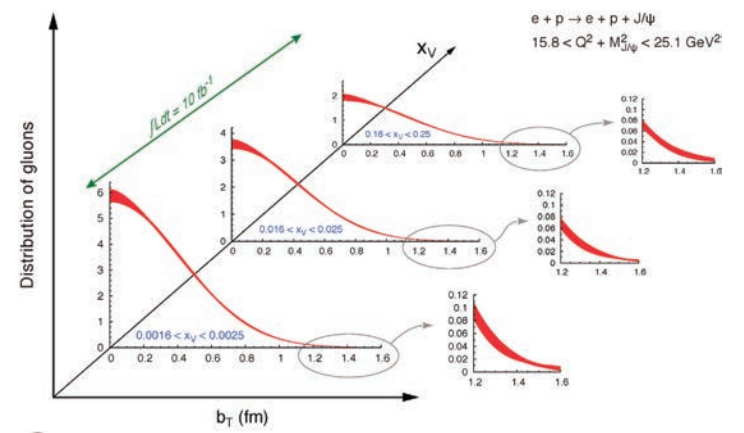 e + p → e + p + J/ψ
15.8 < Q² + M²J/ψ < 25.1 GeV²
∫Ldt = 10 fb⁻¹
xV
Distribution of gluons
2
1
0
0 0.2 0.4 0.6 0.8 1 1.2 1.4 1.6
0.16 < xV < 0.25
0.12
0.1
0.08
0.06
0.04
0.02
0
1.2 1.4 1.6
4
3
2
1
0
0 0.2 0.4 0.6 0.8 1 1.2 1.4 1.6
0.016 < xV < 0.025
0.12
0.1
0.08
0.06
0.04
0.02
0
1.2 1.4 1.6
6
5
4
3
2
1
0
0 0.2 0.4 0.6 0.8 1 1.2 1.4 1.6
0.0016 < xV < 0.0025
0.12
0.1
0.08
0.06
0.04
0.02
0
1.2 1.4 1.6
bT (fm)